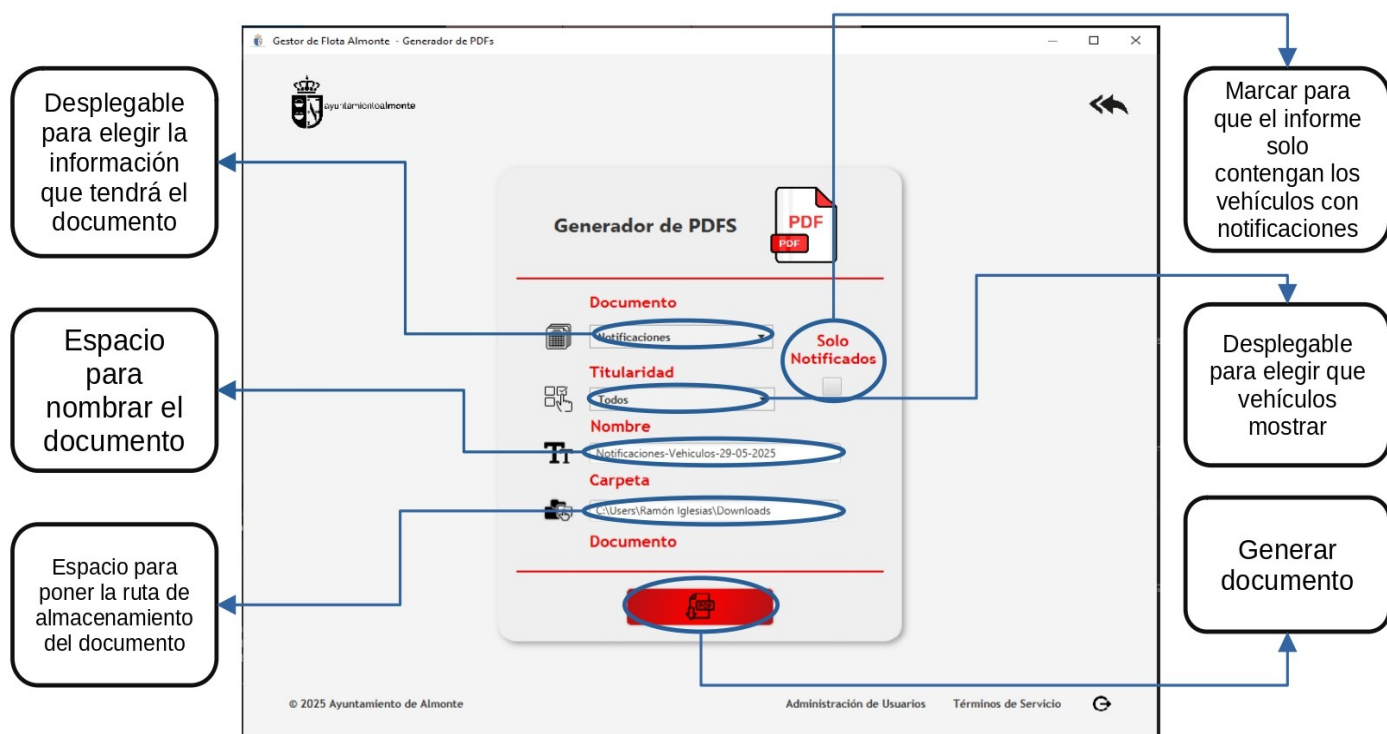 Gestor de Flota Almonte - Generador de PDFs
ayuntamientoalmonte
Desplegable
para elegir la
información
que tendrá el
documento
Espacio
para
nombrar el
documento
Espacio para
poner la ruta de
almacenamiento
del documento
Generador de PDFS
PDF
PDF
Documento
Notificaciones
Solo
Notificados
Titularidad
Todos
Nombre
Notificaciones-Vehiculos-29-05-2025
Carpeta
C:\Users\Ramón Iglesias\Downloads
Documento
PDF
Marcar para
que el informe
solo
contengan los
vehículos con
notificaciones
Desplegable
para elegir que
vehículos
mostrar
Generar
documento
© 2025 Ayuntamiento de Almonte
Administración de Usuarios
Términos de Servicio